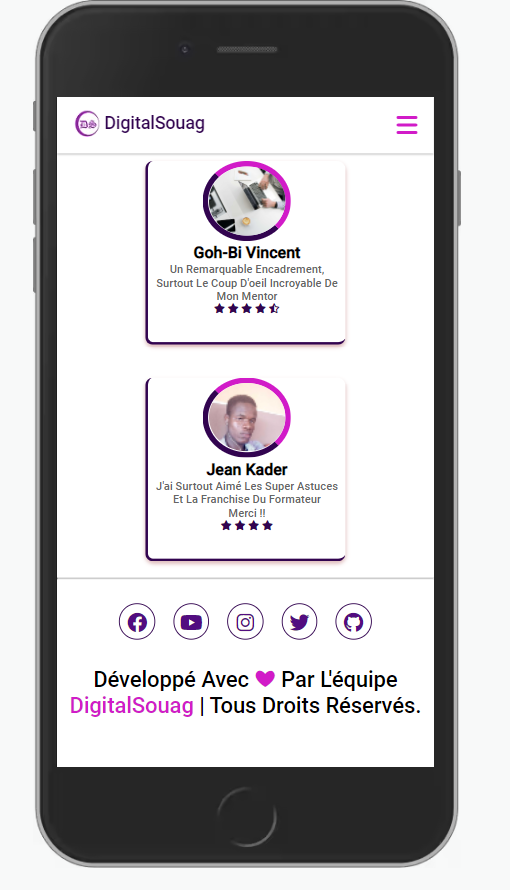 DS DigitalSouag
Goh-Bi Vincent
Un Remarquable Encadrement,
Surtout Le Coup D'oeil Incroyable De
Mon Mentor
Jean Kader
J'ai Surtout Aimé Les Super Astuces
Et La Franchise Du Formateur
Merci !!
Développé Avec Par L'équipe
DigitalSouag | Tous Droits Réservés.